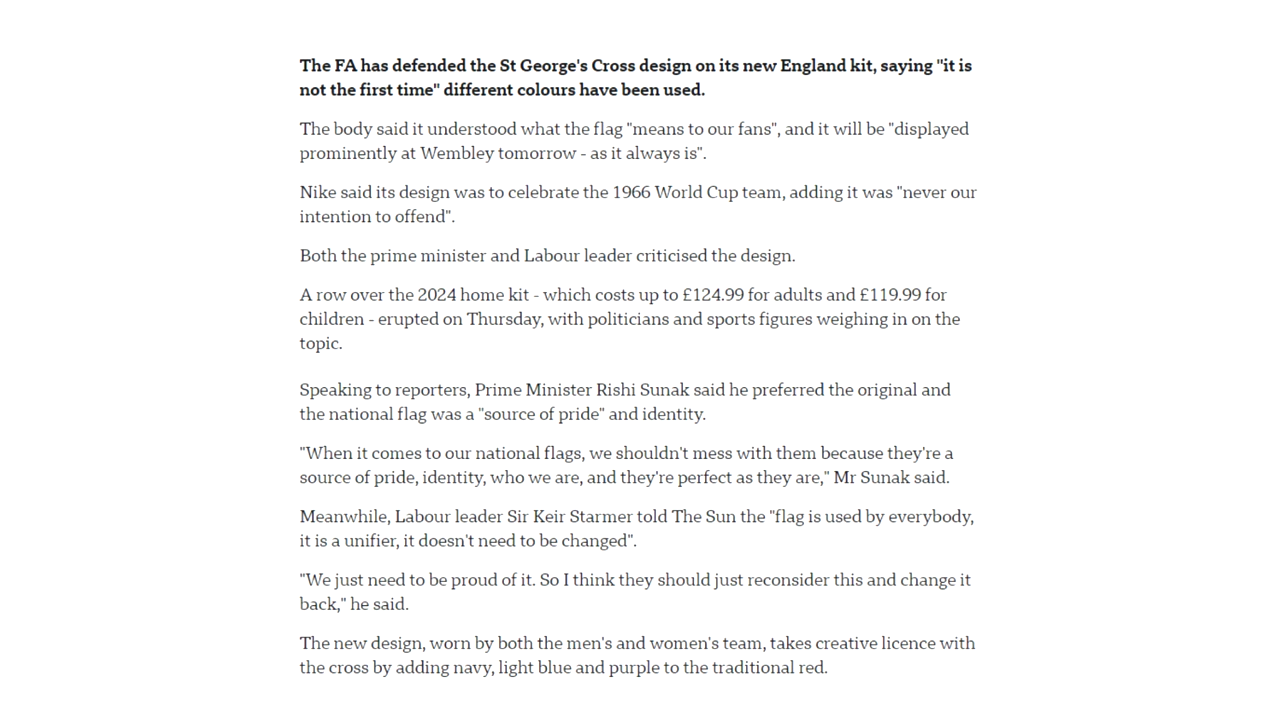 The FA has defended the St George's Cross design on its new England kit, saying "it is
not the first time" different colours have been used.
The body said it understood what the flag "means to our fans", and it will be "displayed
prominently at Wembley tomorrow - as it always is".
Nike said its design was to celebrate the 1966 World Cup team, adding it was "never our
intention to offend".
Both the prime minister and Labour leader criticised the design.
A row over the 2024 home kit - which costs up to £124.99 for adults and £119.99 for
children - erupted on Thursday, with politicians and sports figures weighing in on the
topic.
Speaking to reporters, Prime Minister Rishi Sunak said he preferred the original and
the national flag was a "source of pride" and identity.
"When it comes to our national flags, we shouldn't mess with them because they're a
source of pride, identity, who we are, and they're perfect as they are," Mr Sunak said.
Meanwhile, Labour leader Sir Keir Starmer told The Sun the "flag is used by everybody,
it is a unifier, it doesn't need to be changed".
"We just need to be proud of it. So I think they should just reconsider this and change it
back," he said.
The new design, worn by both the men's and women's team, takes creative licence with
the cross by adding navy, light blue and purple to the traditional red.